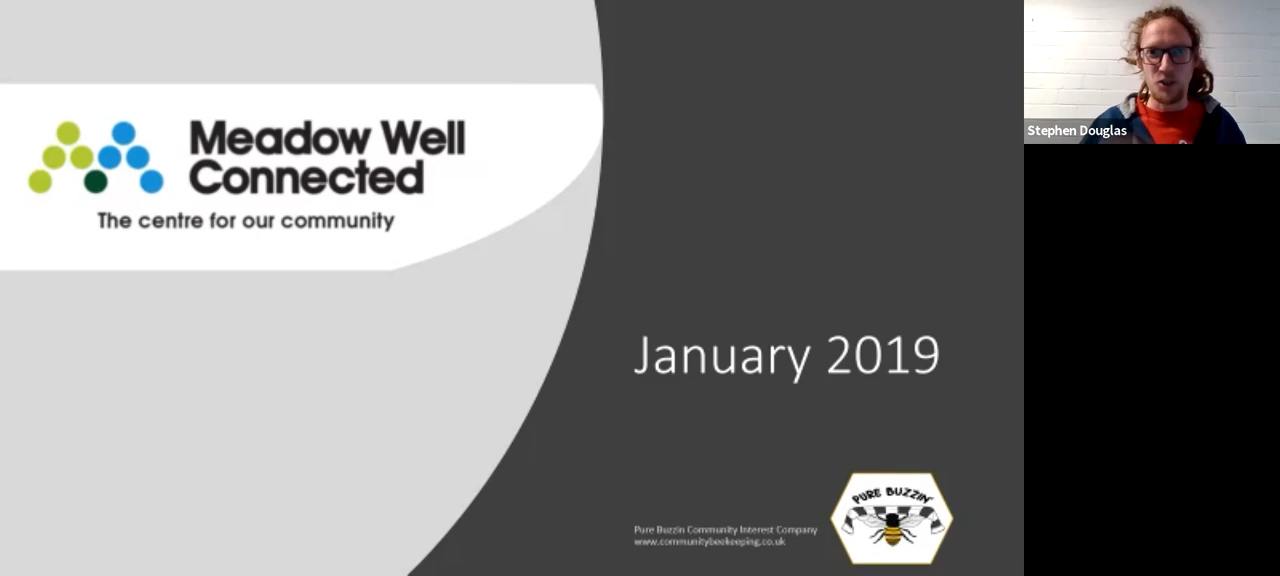 Meadow Well
Connected
The centre for our community
January 2019
Pure Buzzin Community Interest Company
www.communitybeekeeping.co.uk
PURE BUZZIN'
Stephen Douglas